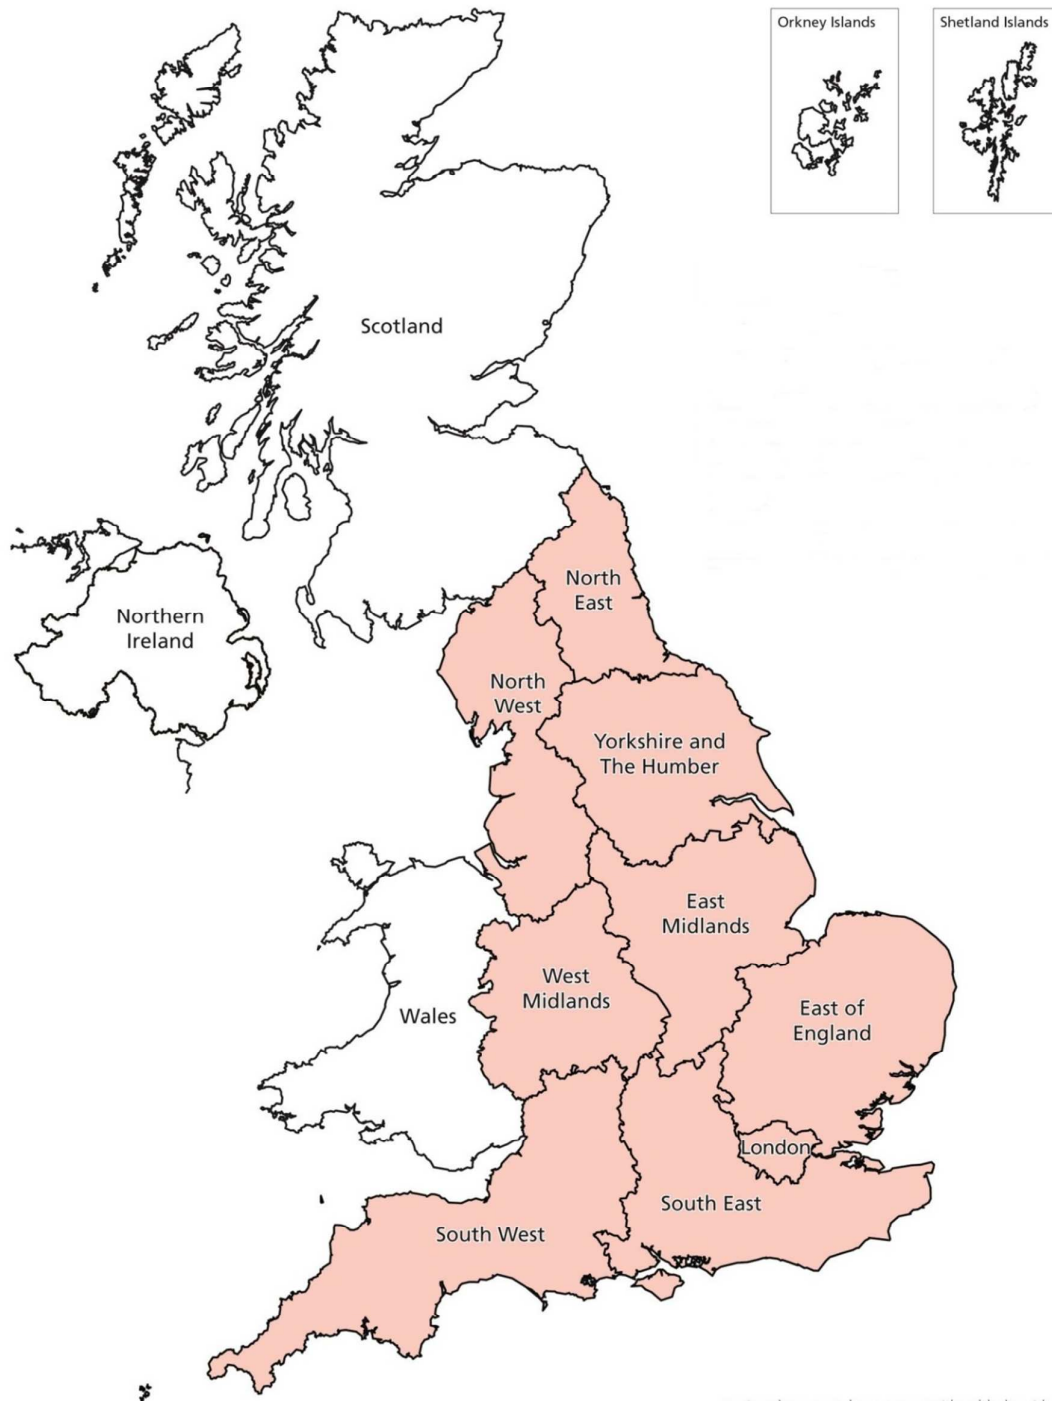 Orkney Islands
Shetland Islands
Scotland
North
East
Northern
Ireland
North
West
Yorkshire and
The Humber
East
Midlands
West
Midlands
East of
England
Wales
London
South East
South West